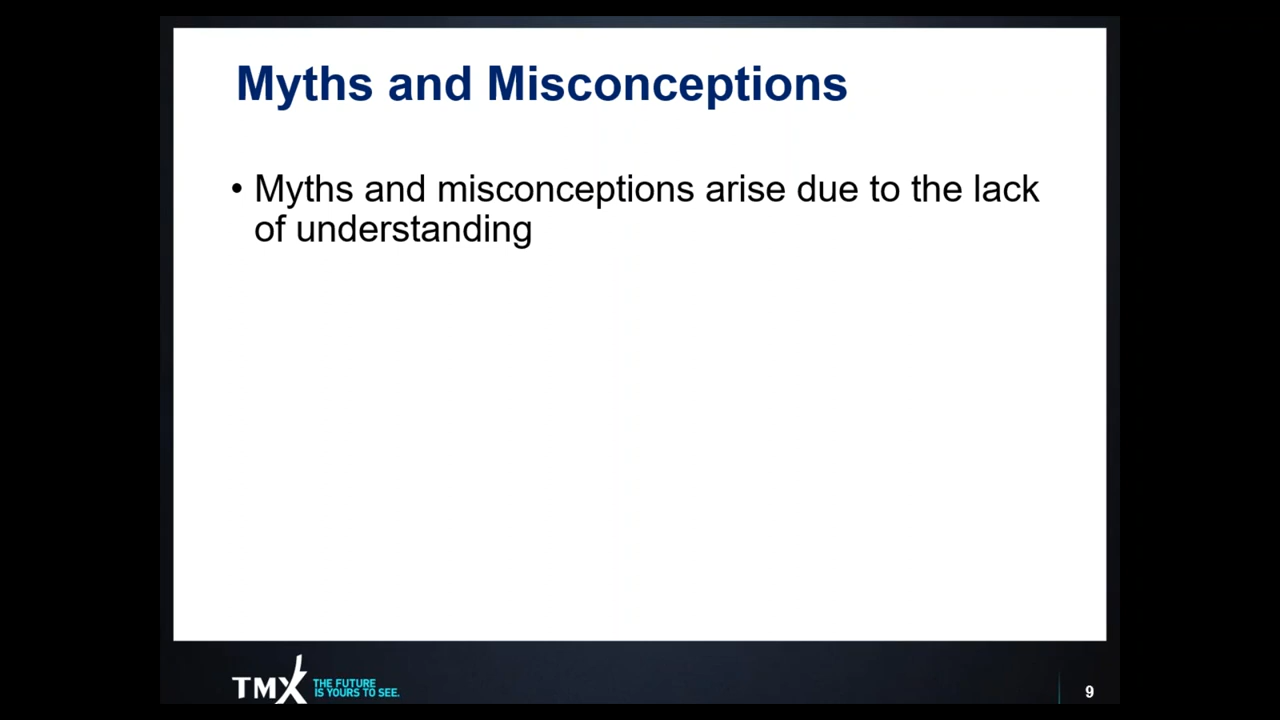 Myths and Misconceptions
• Myths and misconceptions arise due to the lack
of understanding
TMX THE FUTURE
IS YOURS TO SEE.
9